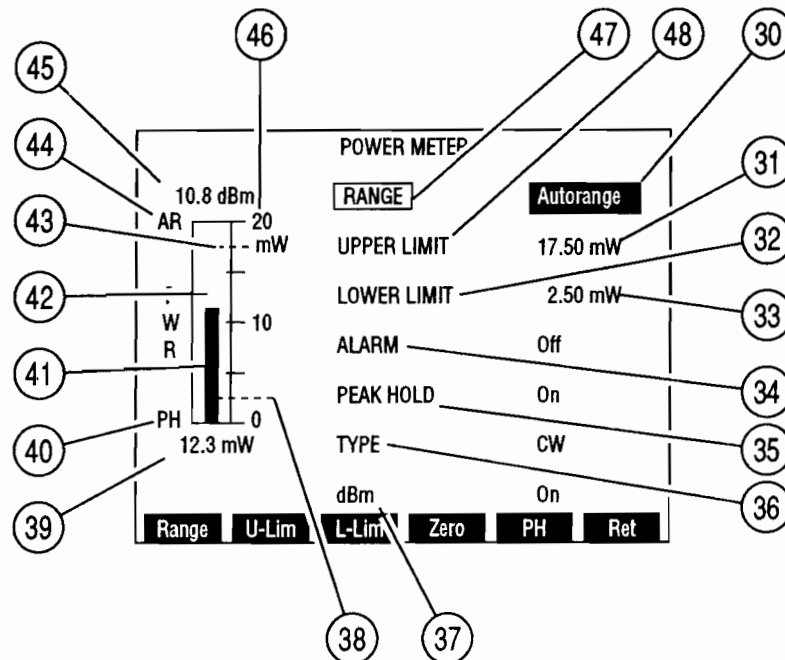 46
47
48
30
45
44
POWER METER
31
10.8 dBm
RANGE
Autorange
AR
20
43
mW
UPPER LIMIT
17.50 mW
32
42
LOWER LIMIT
2.50 mW
W
10
33
R
ALARM
Off
41
34
PEAK HOLD
On
40
PH
0
35
12.3 mW
TYPE
CW
39
36
dBm
On
Range U-Lim L-Lim Zero PH Ret
38
37